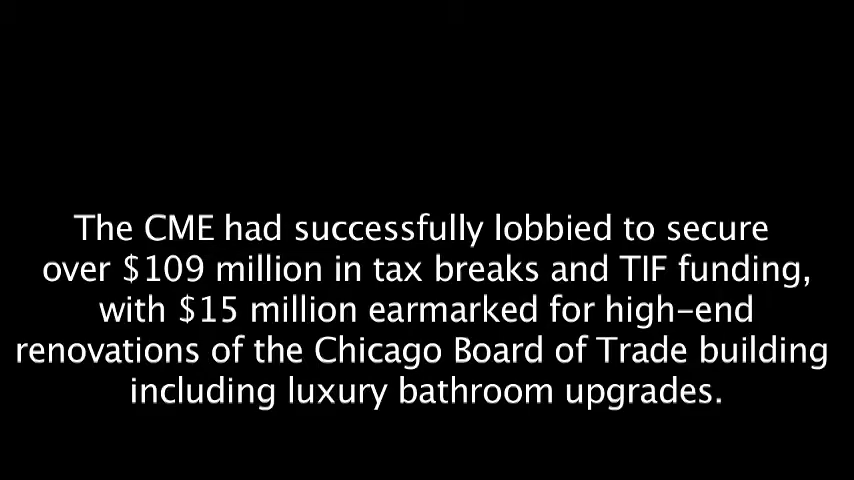 The CME had successfully lobbied to secure
over $109 million in tax breaks and TIF funding,
with $15 million earmarked for high-end
renovations of the Chicago Board of Trade building
including luxury bathroom upgrades.